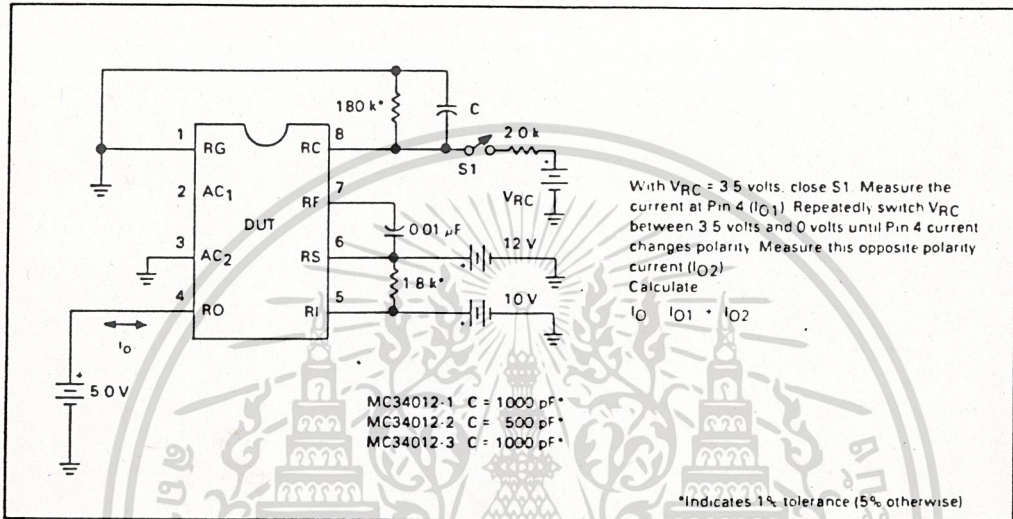 180 k*
C
1
8
RG
RC
2.0 k
S1
2
AC1
7
RF
VRC
DUT
0.01 µF
3
AC2
6
RS
12 V
1.8 k*
4
RO
5
RI
10 V
IO
5.0 V
With VRC = 3.5 volts, close S1. Measure the
current at Pin 4 (IO1). Repeatedly switch VRC
between 3.5 volts and 0 volts until Pin 4 current
changes polarity. Measure this opposite polarity
current (IO2)
Calculate
IO IO1 + IO2
MC34012-1 C = 1000 pF*
MC34012-2 C = 500 pF*
MC34012-3 C = 1000 pF*
*Indicates 1% tolerance (5% otherwise)